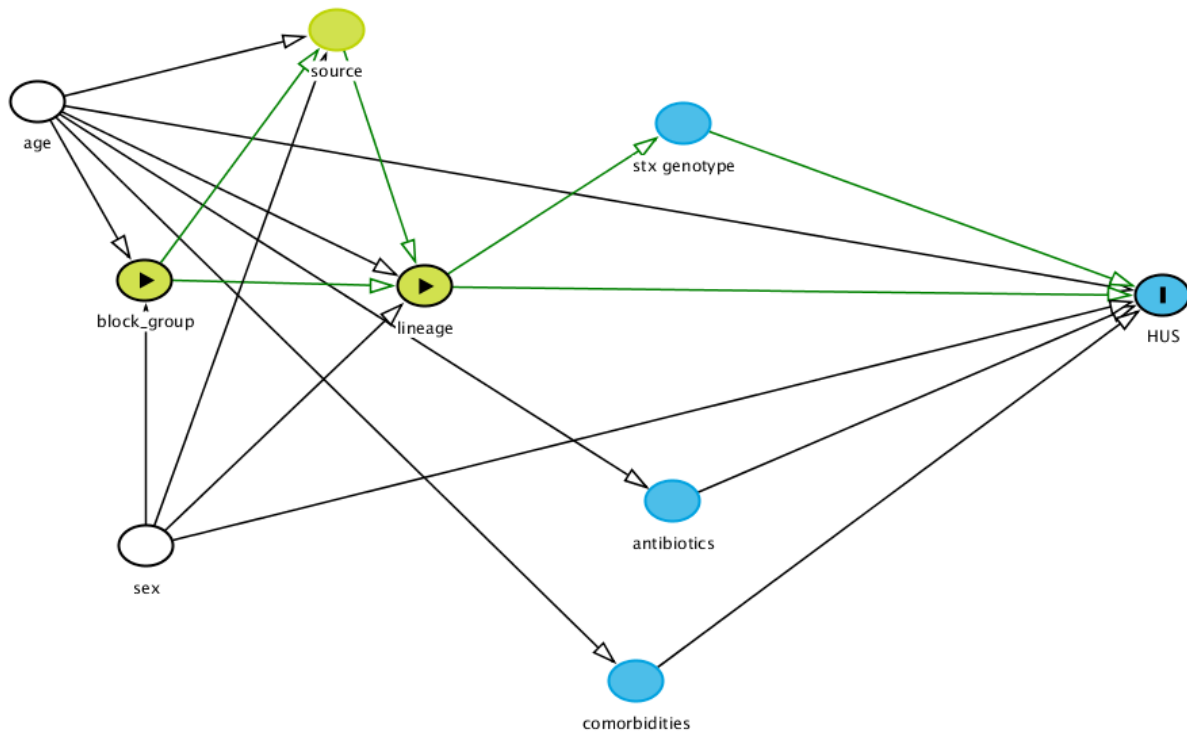 source
age
stx genotype
block_group
lineage
HUS
antibiotics
sex
comorbidities